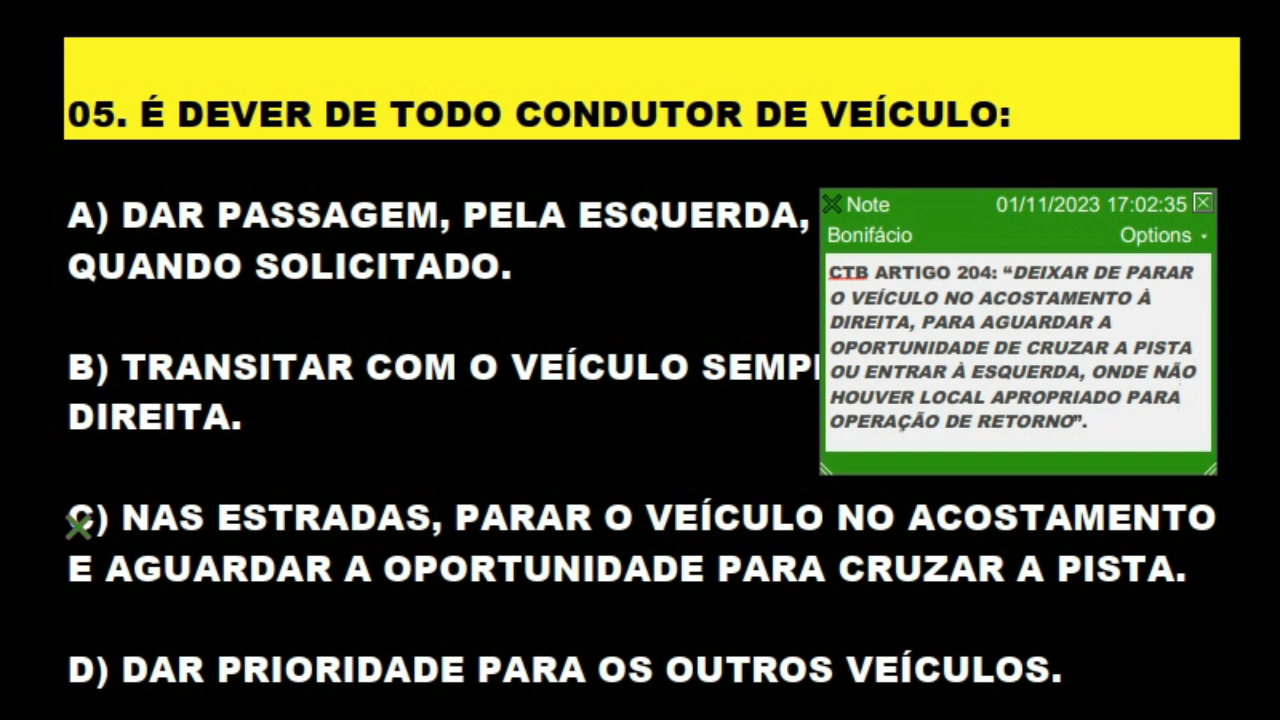 05. É DEVER DE TODO CONDUTOR DE VEÍCULO:
A) DAR PASSAGEM, PELA ESQUERDA,
QUANDO SOLICITADO.
Note 01/11/2023 17:02:35
Bonifácio Options
CTB ARTIGO 204: “DEIXAR DE PARAR
O VEÍCULO NO ACOSTAMENTO À
DIREITA, PARA AGUARDAR A
OPORTUNIDADE DE CRUZAR A PISTA
OU ENTRAR À ESQUERDA, ONDE NÃO
HOUVER LOCAL APROPRIADO PARA
OPERAÇÃO DE RETORNO”.
B) TRANSITAR COM O VEÍCULO
DIREITA.
C) NAS ESTRADAS, PARAR O VEÍCULO NO ACOSTAMENTO
E AGUARDAR A OPORTUNIDADE PARA CRUZAR A PISTA.
D) DAR PRIORIDADE PARA OS OUTROS VEÍCULOS.